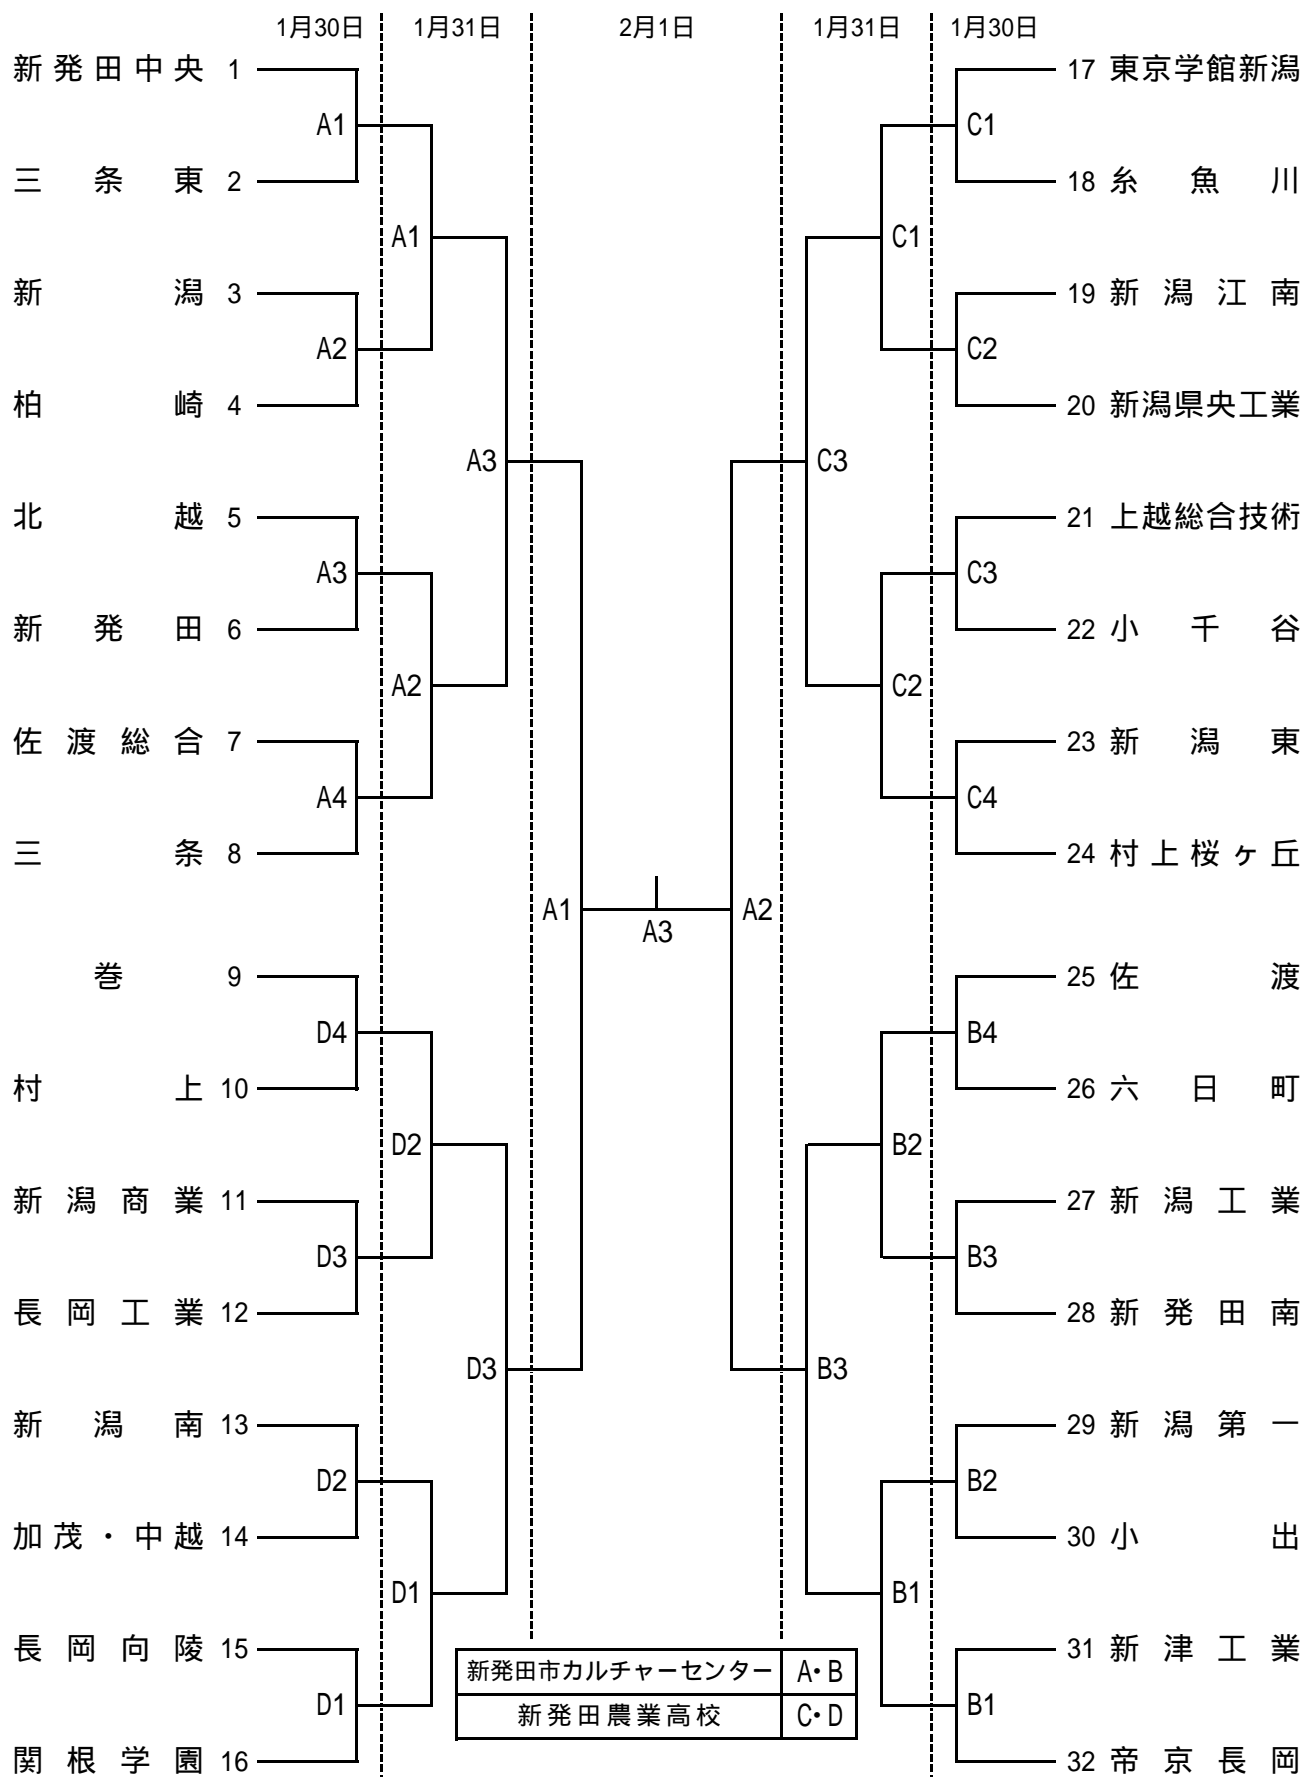 1月30日 1月31日 2月1日 1月31日 1月30日
新発田中央 1 17 東京学館新潟
A1 C1
三条東 2 18 糸魚川
A1 C1
新潟 3 19 新潟江南
A2 C2
柏崎 4 20 新潟県央工業
A3 C3
北越 5 21 上越総合技術
A3 C3
新発田 6 22 小千谷
A2 C2
佐渡総合 7 23 新潟東
A4 C4
三条 8 24 村上桜ヶ丘
A1 A2
A3
巻 9 25 佐渡
D4 B4
村上 10 26 六日町
D2 B2
新潟商業 11 27 新潟工業
D3 B3
長岡工業 12 28 新発田南
D3 B3
新潟南 13 29 新潟第一
D2 B2
加茂・中越 14 30 小出
D1 B1
長岡向陵 15 31 新津工業
新発田市カルチャーセンター A・B
D1 B1
新発田農業高校 C・D
関根学園 16 32 帝京長岡